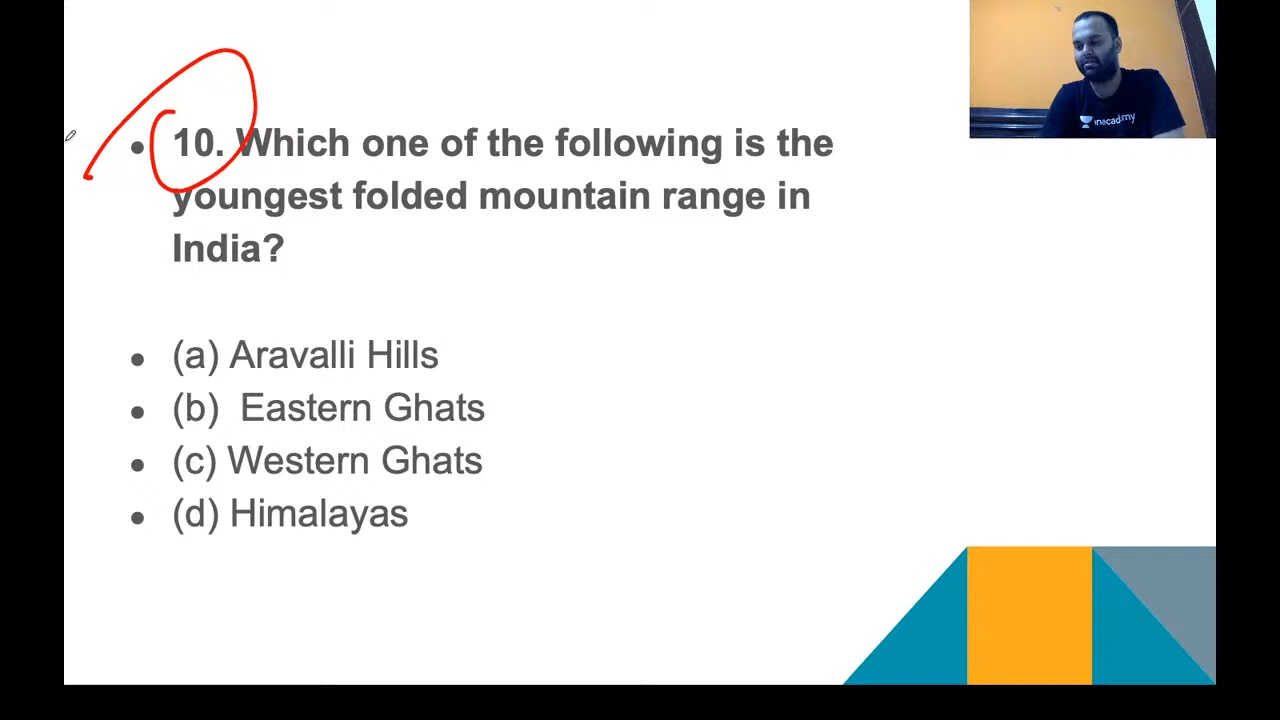 • 10. Which one of the following is the
youngest folded mountain range in
India?
• (a) Aravalli Hills
• (b) Eastern Ghats
• (c) Western Ghats
• (d) Himalayas
unacademy